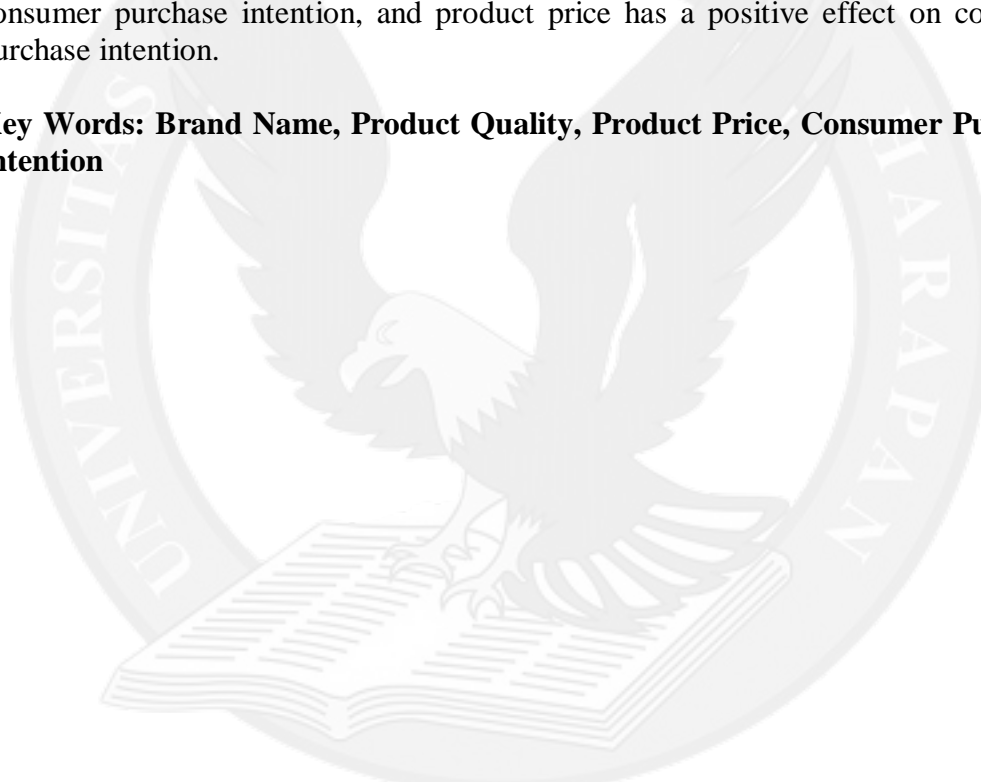 onsumer purchase intention, and product price has a positive effect on co
urchase intention.
ey Words: Brand Name, Product Quality, Product Price, Consumer Pu
ntention
UNIVERSITAS
HARAPAN